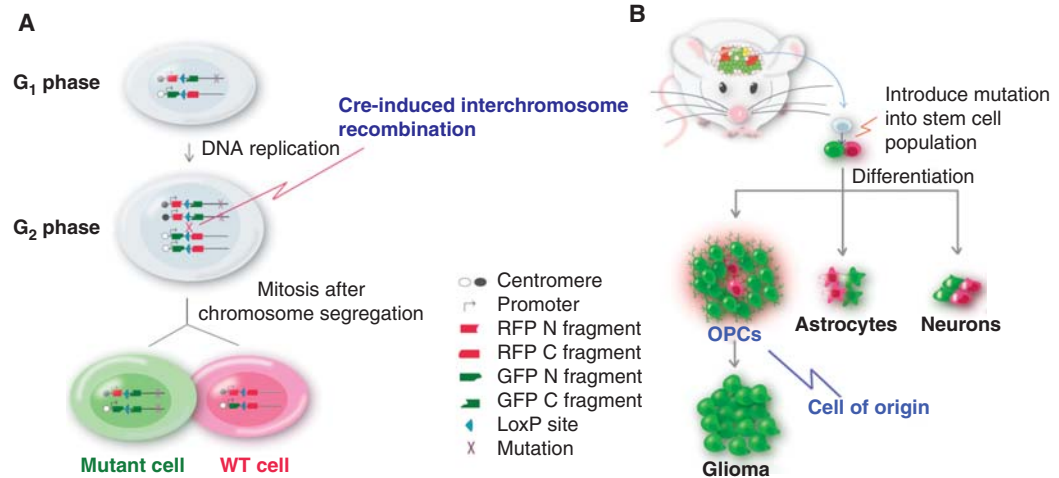 A
G1 phase
Cre-induced interchromosome
recombination
DNA replication
G2 phase
Mitosis after
chromosome segregation
Mutant cell
WT cell
Centromere
Promoter
RFP N fragment
RFP C fragment
GFP N fragment
GFP C fragment
LoxP site
Mutation
B
Introduce mutation
into stem cell
population
Differentiation
OPCs
Astrocytes
Neurons
Cell of origin
Glioma